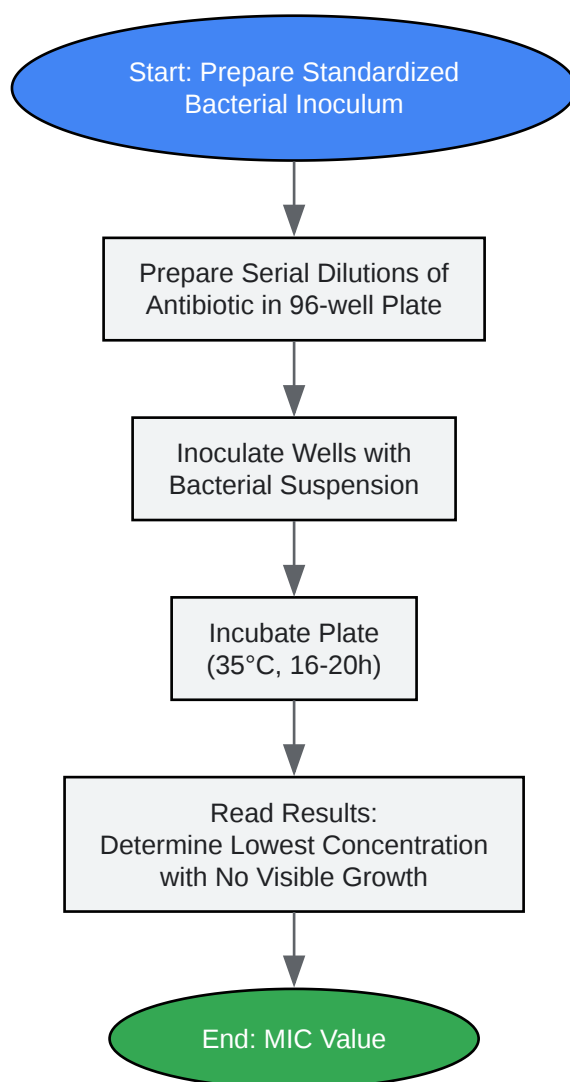 Start: Prepare Standardized
Bacterial Inoculum
Prepare Serial Dilutions of
Antibiotic in 96-well Plate
Inoculate Wells with
Bacterial Suspension
Incubate Plate
(35°C, 16-20h)
Read Results:
Determine Lowest Concentration
with No Visible Growth
End: MIC Value